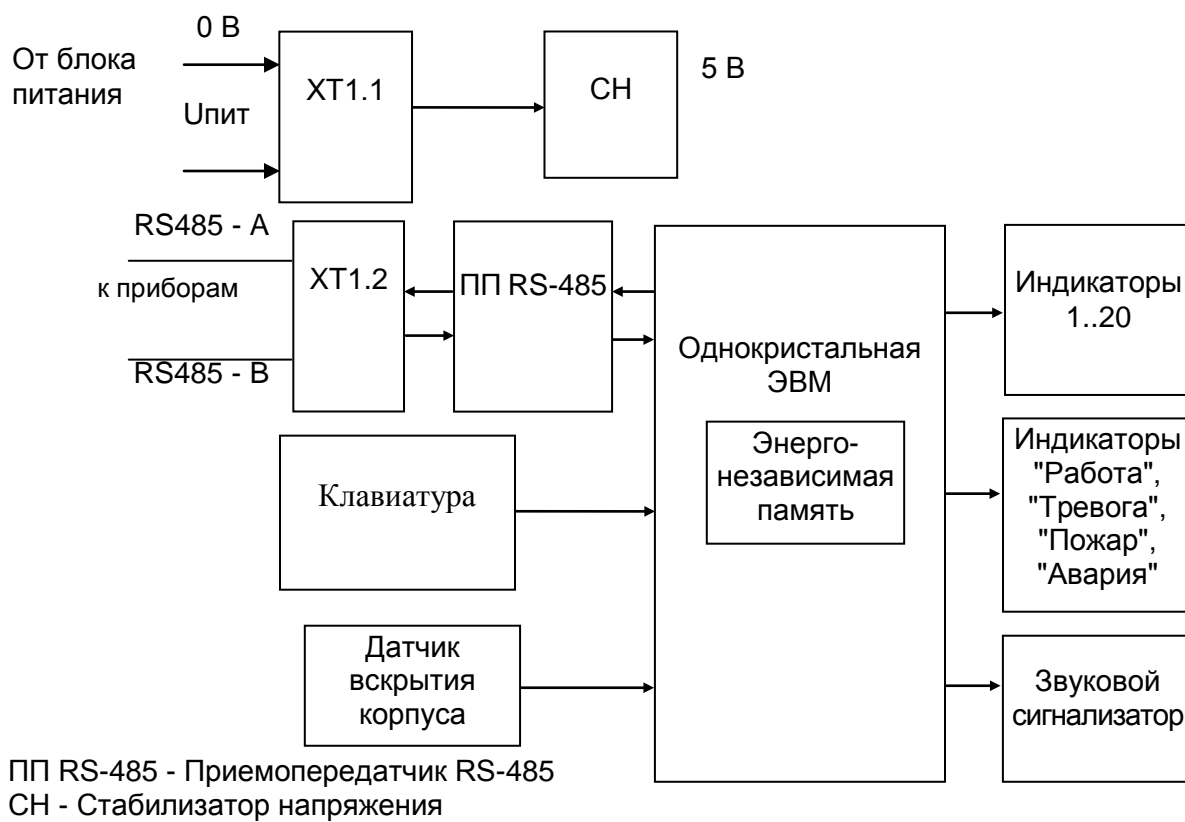 От блока
питания
0 В
Uпит
XT1.1
СН
5 В
RS485 - A
к приборам
RS485 - B
XT1.2
ПП RS-485
Однокристальная
ЭВМ
Энерго-
независимая
память
Индикаторы
1..20
Клавиатура
Индикаторы
"Работа",
"Тревога",
"Пожар",
"Авария"
Датчик
вскрытия
корпуса
Звуковой
сигнализатор
ПП RS-485 - Приемопередатчик RS-485
СН - Стабилизатор напряжения